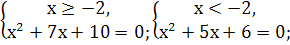 {x ≥ −2, {x < −2,
{x² + 7x + 10 = 0; {x² + 5x + 6 = 0;